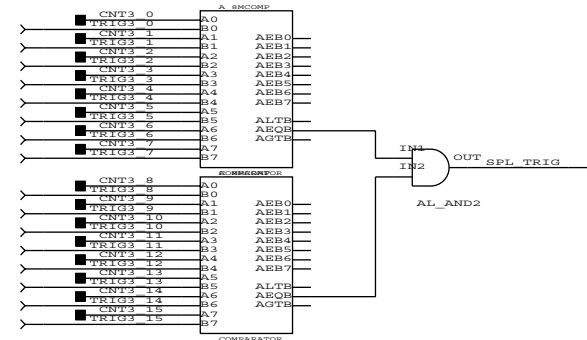 A 8MCOMP
CNT3_0 A0
TRIG3_0 B0
CNT3_1 A1 AEB0
TRIG3_1 B1 AEB1
CNT3_2 A2 AEB2
TRIG3_2 B2 AEB3
CNT3_3 A3 AEB4
TRIG3_3 B3 AEB5
CNT3_4 A4 AEB6
TRIG3_4 B4 AEB7
CNT3_5 A5
TRIG3_5 B5 ALTB
CNT3_6 A6 AEQB
TRIG3_6 B6 AGTB
CNT3_7 A7
TRIG3_7 B7
IN1
IN2
OUT SPL_TRIG
AL_AND2
COMPARATOR
CNT3_8 A0
TRIG3_8 B0
CNT3_9 A1 AEB0
TRIG3_9 B1 AEB1
CNT3_10 A2 AEB2
TRIG3_10 B2 AEB3
CNT3_11 A3 AEB4
TRIG3_11 B3 AEB5
CNT3_12 A4 AEB6
TRIG3_12 B4 AEB7
CNT3_13 A5
TRIG3_13 B5 ALTB
CNT3_14 A6 AEQB
TRIG3_14 B6 AGTB
CNT3_15 A7
TRIG3_15 B7
COMPARATOR